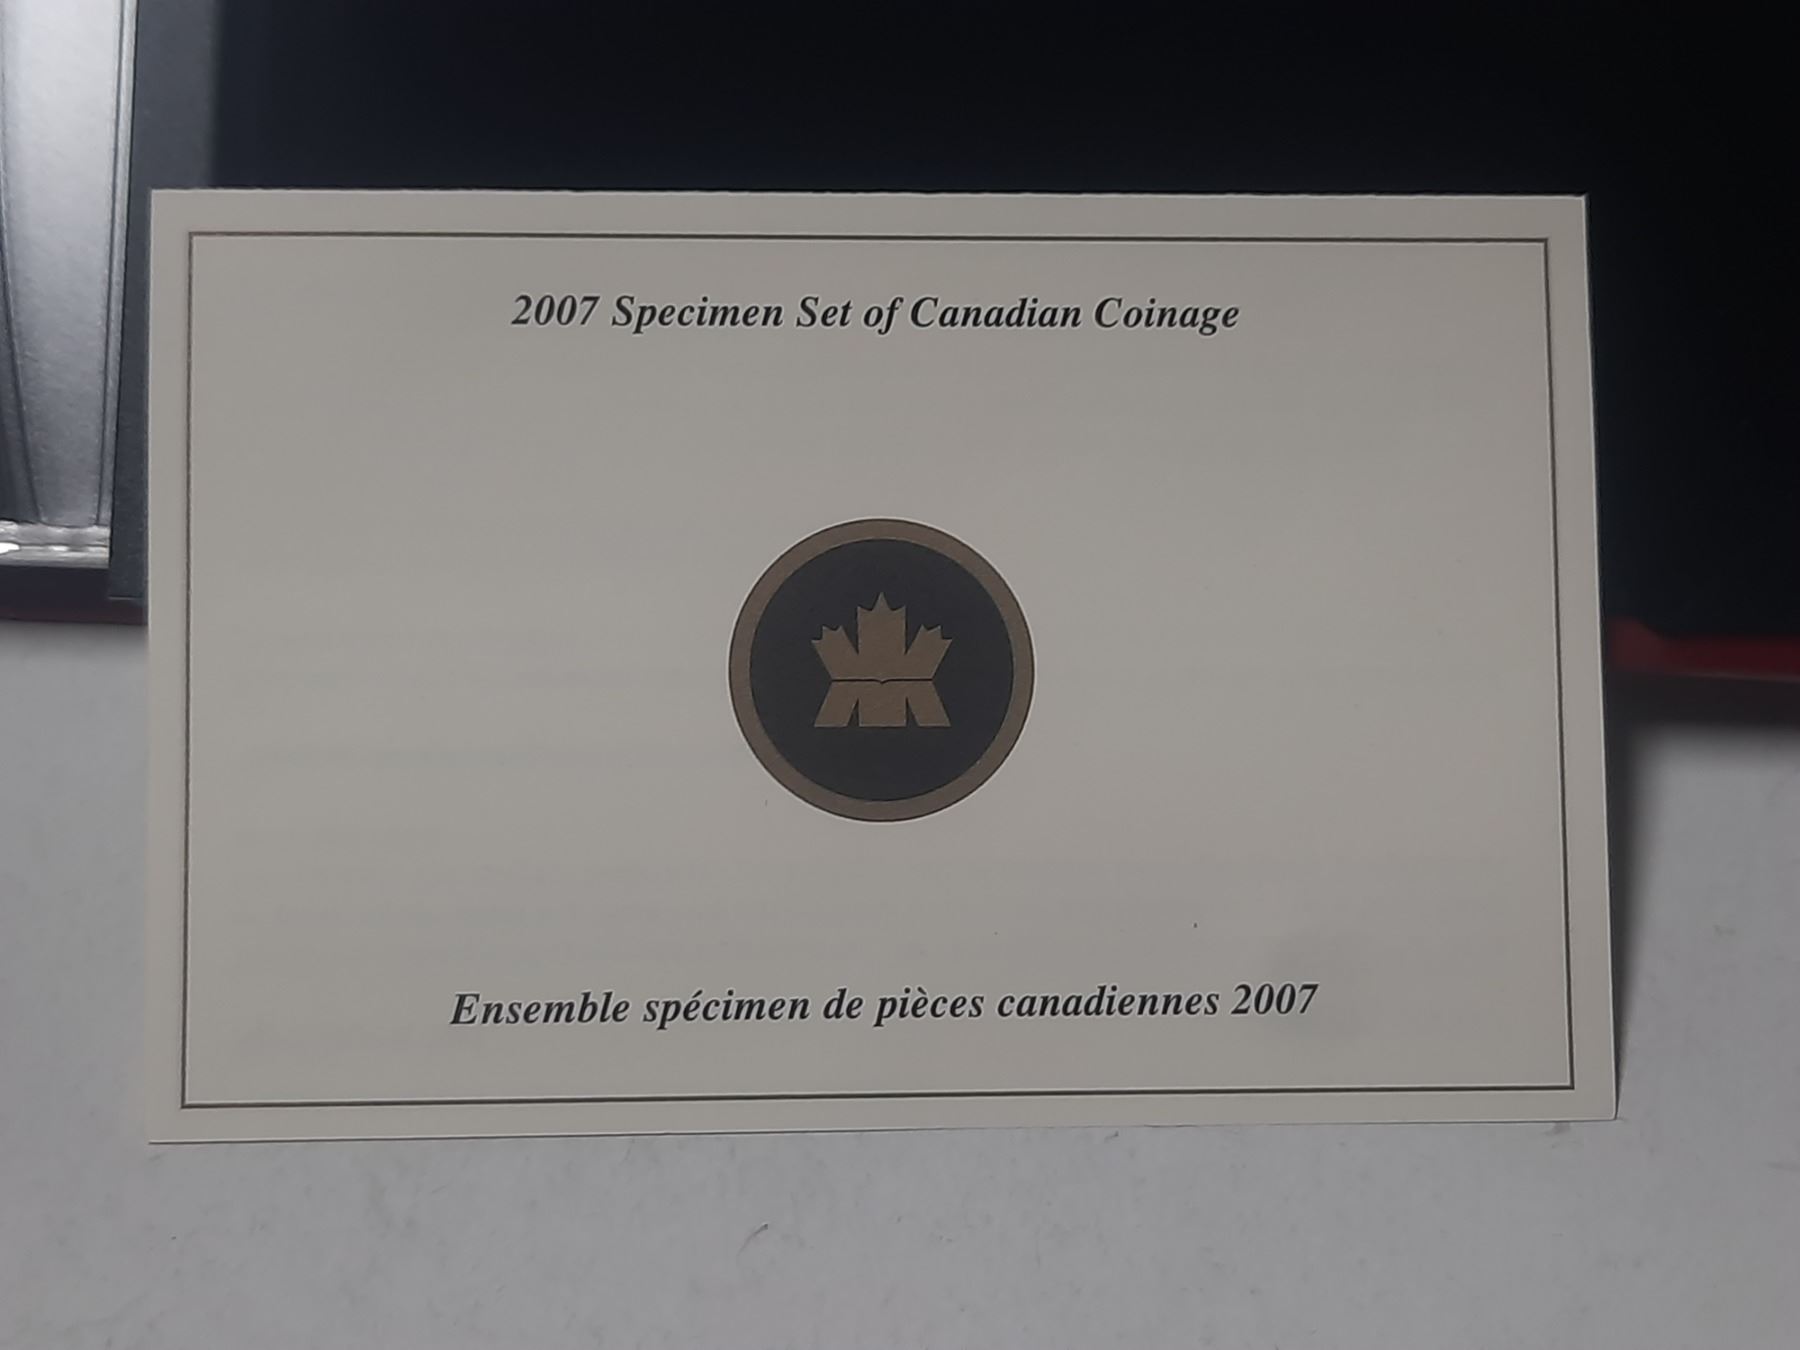 2007 Specimen Set of Canadian Coinage
Ensemble spécimen de pièces canadiennes 2007